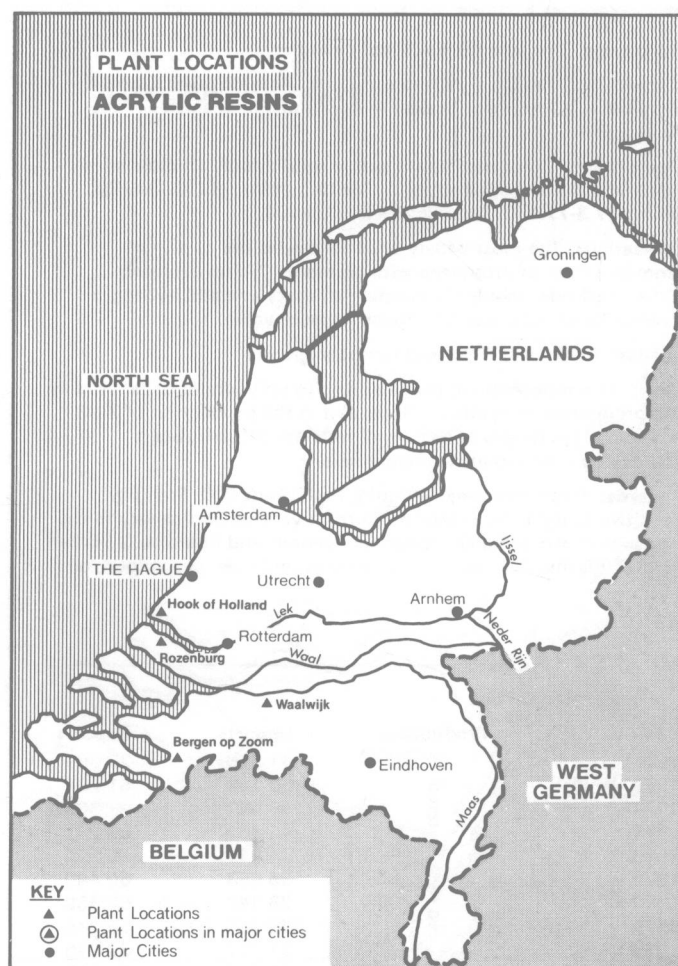 PLANT LOCATIONS
ACRYLIC RESINS
Groningen
NETHERLANDS
NORTH SEA
Amsterdam
Ijssel
THE HAGUE
Utrecht
Arnhem
Hook of Holland
Lek
Rotterdam
Neder Rijn
Rozenburg
Waal
Waalwijk
Bergen op Zoom
Eindhoven
WEST
GERMANY
Maas
BELGIUM
KEY
Plant Locations
Plant Locations in major cities
Major Cities